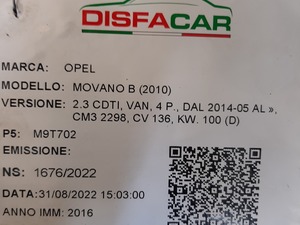 DISFACAR
MARCA: OPEL
MODELLO: MOVANO B (2010)
VERSIONE: 2.3 CDTI, VAN, 4 P., DAL 2014-05 AL »,
CM3 2298, CV 136, KW. 100 (D)
P5: M9T702
EMISSIONE:
NS: 1676/2022
DATA:31/08/2022 15:03:00
ANNO IMM: 2016